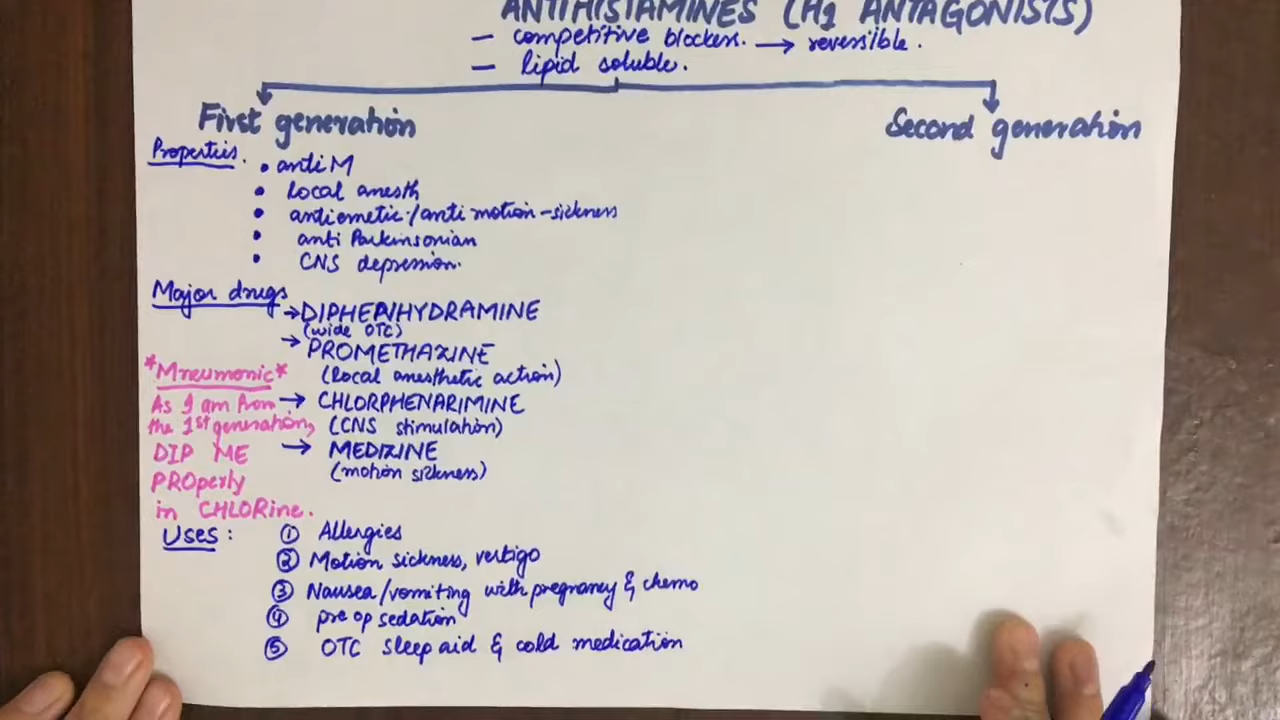 ANTIHISTAMINES (H1 ANTAGONISTS)
— competitive blockers. → reversible.
— lipid soluble.
First generation
Second generation
Properties.
• anti M
• local anesth
• antiemetic/anti motion-sickness
• anti Parkinsonian
• CNS depression.
Major drugs
→ DIPHENHYDRAMINE
(wide OTC)
→ PROMETHAZINE
(local anesthetic action)
→ CHLORPHENARIMINE
(CNS stimulation)
→ MEDIZINE
(motion sickness)
*Mneumonic*
As I am from
the 1st generation,
DIP ME
PROperly
in CHLORine.
Uses :
① Allergies
② Motion sickness, vertigo
③ Nausea/vomiting with pregnancy & chemo
④ pre op sedation
⑤ OTC sleep aid & cold medication